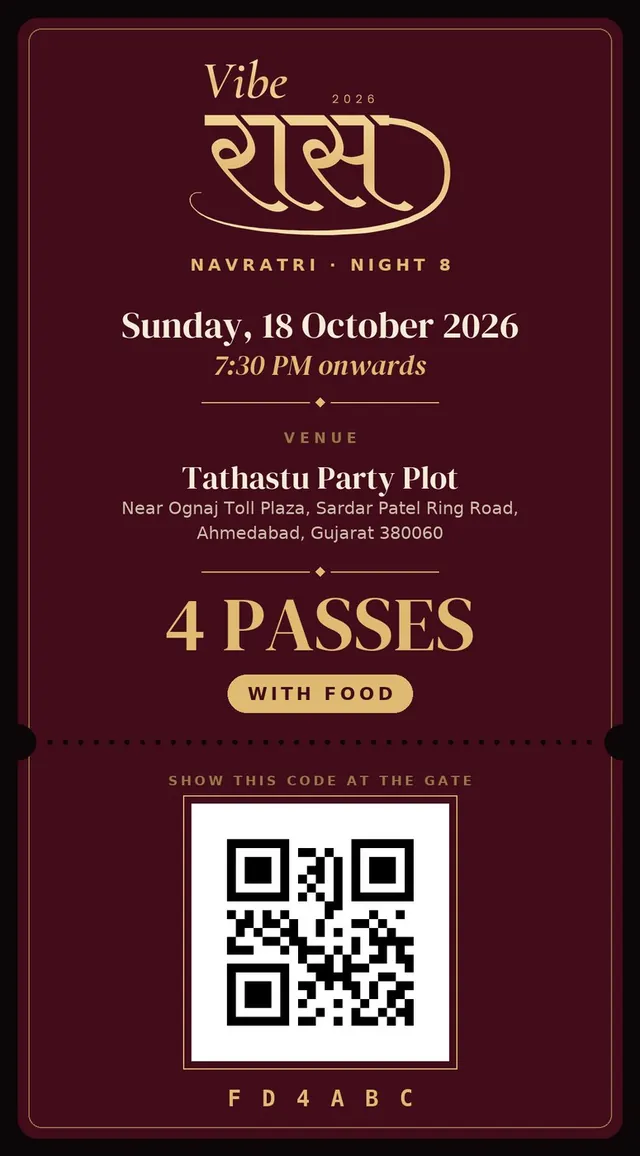 Vibe
2026
रास
NAVRATRI · NIGHT 8
Sunday, 18 October 2026
7:30 PM onwards
VENUE
Tathastu Party Plot
Near Ognaj Toll Plaza, Sardar Patel Ring Road,
Ahmedabad, Gujarat 380060
4 PASSES
WITH FOOD
SHOW THIS CODE AT THE GATE
FD4ABC